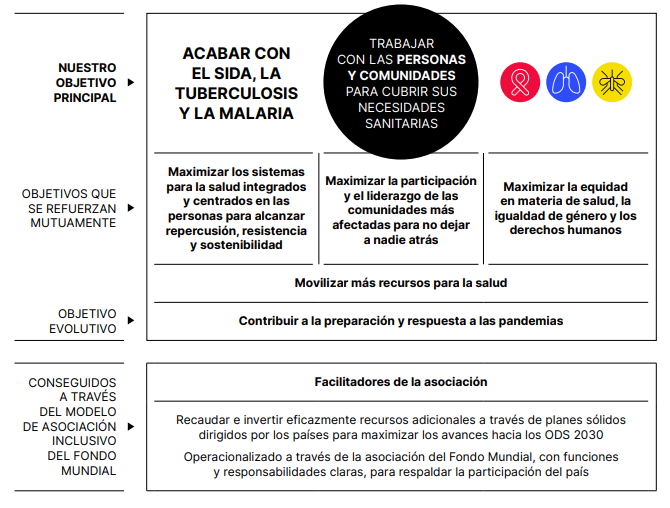 NUESTRO
OBJETIVO
PRINCIPAL
ACABAR CON
EL SIDA, LA
TUBERCULOSIS
Y LA MALARIA
TRABAJAR
CON LAS PERSONAS
Y COMUNIDADES
PARA CUBRIR SUS
NECESIDADES
SANITARIAS
OBJETIVOS QUE
SE REFUERZAN
MUTUAMENTE
Maximizar los sistemas
para la salud integrados
y centrados en las
personas para alcanzar
repercusión, resistencia
y sostenibilidad
Maximizar la participación
y el liderazgo de las
comunidades más
afectadas para no dejar
a nadie atrás
Maximizar la equidad
en materia de salud, la
igualdad de género y los
derechos humanos
Movilizar más recursos para la salud
OBJETIVO
EVOLUTIVO
Contribuir a la preparación y respuesta a las pandemias
CONSEGUIDOS
A TRAVÉS
DEL MODELO
DE ASOCIACIÓN
INCLUSIVO
DEL FONDO
MUNDIAL
Facilitadores de la asociación
Recaudar e invertir eficazmente recursos adicionales a través de planes sólidos
dirigidos por los países para maximizar los avances hacia los ODS 2030
Operacionalizado a través de la asociación del Fondo Mundial, con funciones
y responsabilidades claras, para respaldar la participación del país